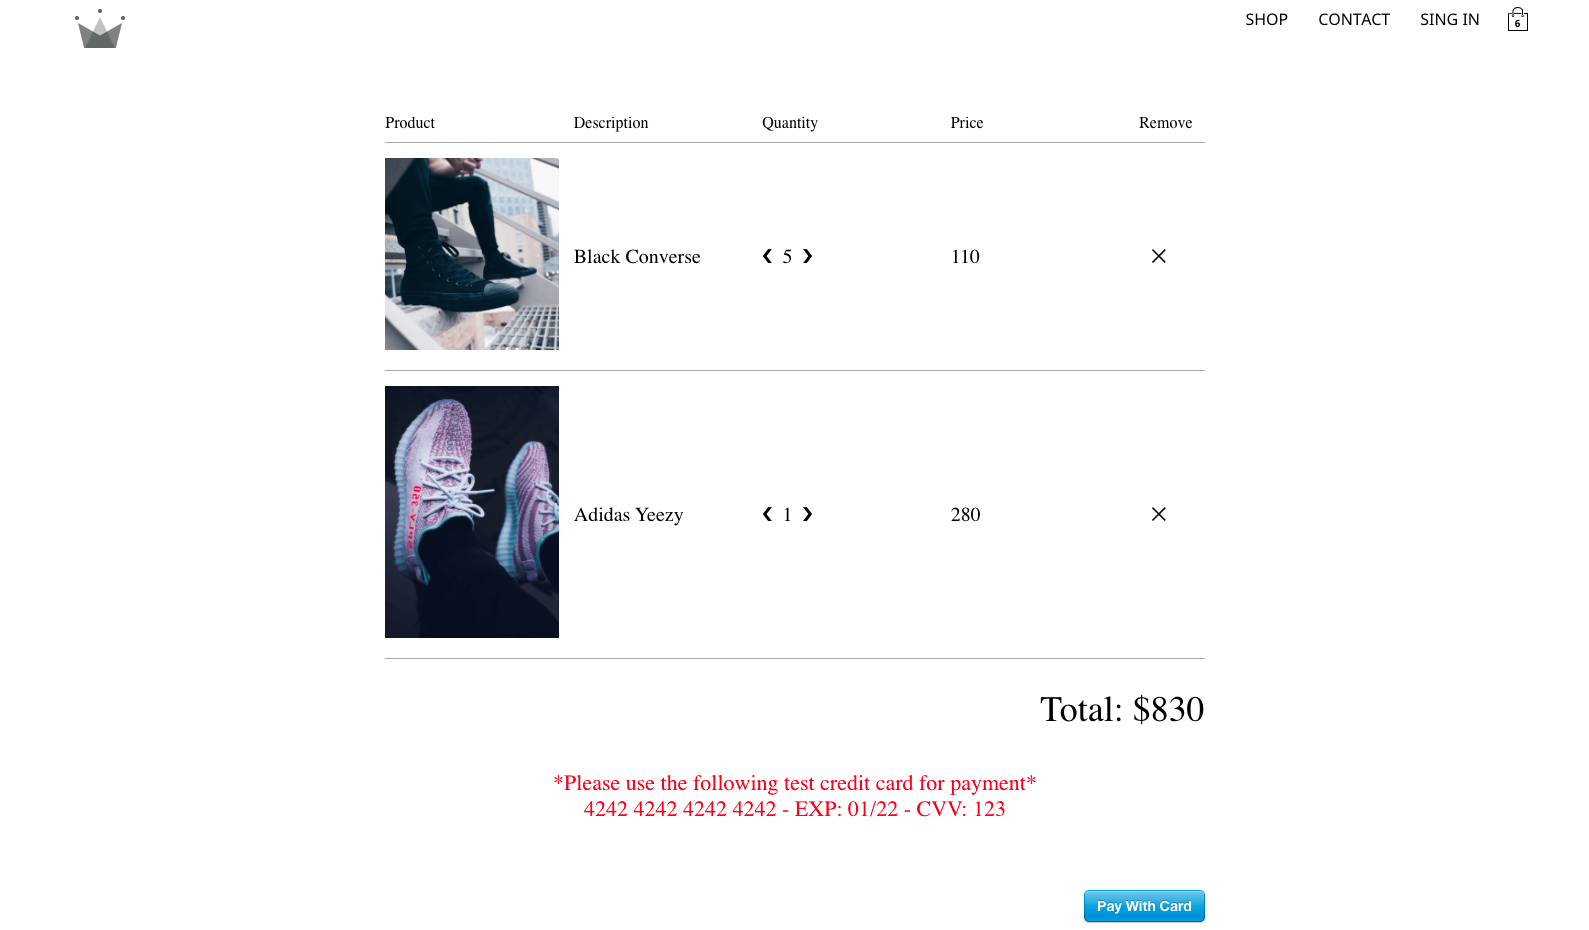 SHOP CONTACT SING IN 6
Product Description Quantity Price Remove
Black Converse ❮ 5 ❯ 110 ✕
Adidas Yeezy ❮ 1 ❯ 280 ✕
Total: $830
*Please use the following test credit card for payment*
4242 4242 4242 4242 - EXP: 01/22 - CVV: 123
Pay With Card